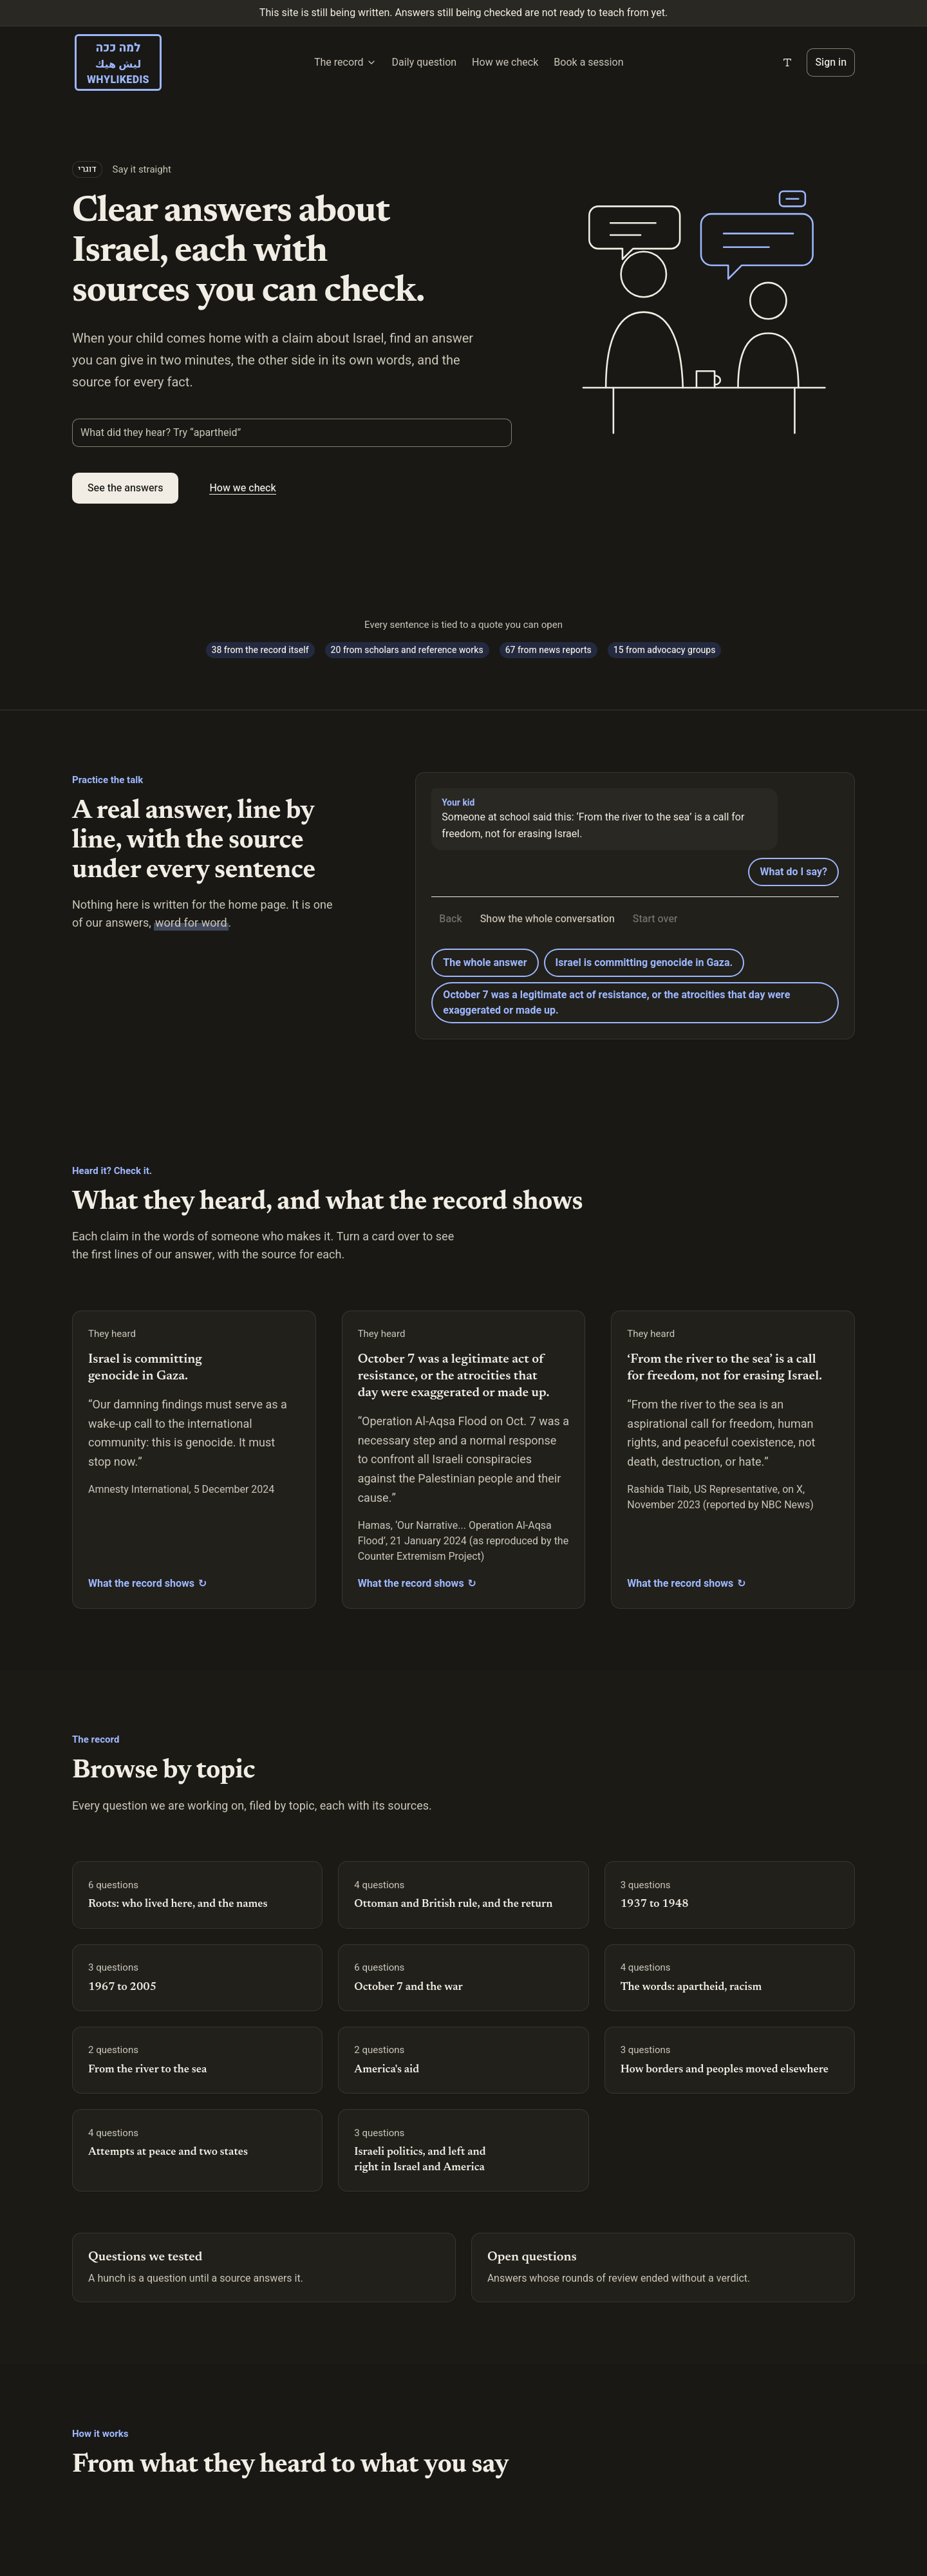 This site is still being written. Answers still being checked are not ready to teach from yet.
למה ככה
ليش هيك
WHYLIKEDIS
The record
Daily question
How we check
Book a session
T
Sign in
דוגרי
Say it straight
Clear answers about
Israel, each with
sources you can check.
When your child comes home with a claim about Israel, find an answer
you can give in two minutes, the other side in its own words, and the
source for every fact.
What did they hear? Try “apartheid”
See the answers
How we check
Every sentence is tied to a quote you can open
38 from the record itself
20 from scholars and reference works
67 from news reports
15 from advocacy groups
Practice the talk
A real answer, line by
line, with the source
under every sentence
Nothing here is written for the home page. It is one
of our answers, word for word.
Your kid
Someone at school said this: ‘From the river to the sea’ is a call for
freedom, not for erasing Israel.
What do I say?
Back
Show the whole conversation
Start over
The whole answer
Israel is committing genocide in Gaza.
October 7 was a legitimate act of resistance, or the atrocities that day were
exaggerated or made up.
Heard it? Check it.
What they heard, and what the record shows
Each claim in the words of someone who makes it. Turn a card over to see
the first lines of our answer, with the source for each.
They heard
Israel is committing
genocide in Gaza.
“Our damning findings must serve as a
wake-up call to the international
community: this is genocide. It must
stop now.”
Amnesty International, 5 December 2024
What the record shows ↻
They heard
October 7 was a legitimate act of
resistance, or the atrocities that
day were exaggerated or made up.
“Operation Al-Aqsa Flood on Oct. 7 was a
necessary step and a normal response
to confront all Israeli conspiracies
against the Palestinian people and their
cause.”
Hamas, ‘Our Narrative... Operation Al-Aqsa
Flood’, 21 January 2024 (as reproduced by the
Counter Extremism Project)
What the record shows ↻
They heard
‘From the river to the sea’ is a call
for freedom, not for erasing Israel.
“From the river to the sea is an
aspirational call for freedom, human
rights, and peaceful coexistence, not
death, destruction, or hate.”
Rashida Tlaib, US Representative, on X,
November 2023 (reported by NBC News)
What the record shows ↻
The record
Browse by topic
Every question we are working on, filed by topic, each with its sources.
6 questions
Roots: who lived here, and the names
4 questions
Ottoman and British rule, and the return
3 questions
1937 to 1948
3 questions
1967 to 2005
6 questions
October 7 and the war
4 questions
The words: apartheid, racism
2 questions
From the river to the sea
2 questions
America's aid
3 questions
How borders and peoples moved elsewhere
4 questions
Attempts at peace and two states
3 questions
Israeli politics, and left and
right in Israel and America
Questions we tested
A hunch is a question until a source answers it.
Open questions
Answers whose rounds of review ended without a verdict.
How it works
From what they heard to what you say